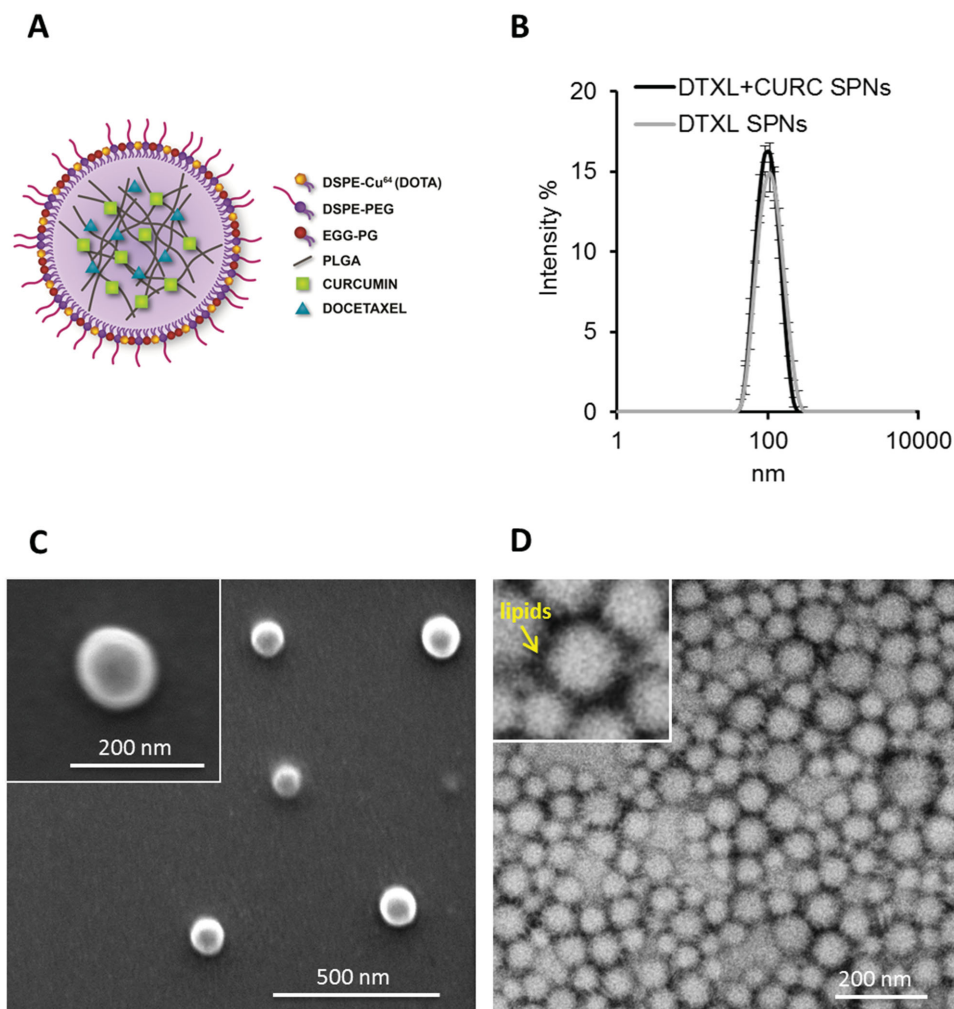 A
DSPE-Cu⁶⁴ (DOTA)
DSPE-PEG
EGG-PG
PLGA
CURCUMIN
DOCETAXEL
B
DTXL+CURC SPNs
DTXL SPNs
20
15
10
5
0
Intensity %
1
100
10000
nm
C
200 nm
500 nm
D
lipids
200 nm